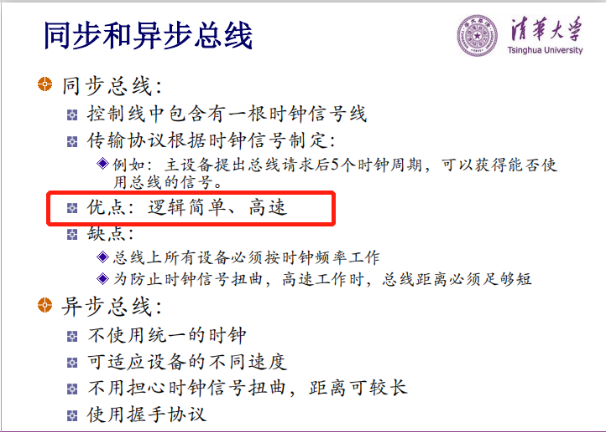 同步和异步总线
清华大学
Tsinghua University
同步总线：
控制线中包含有一根时钟信号线
传输协议根据时钟信号制定：
例如：主设备提出总线请求后5个时钟周期，可以获得能否使
用总线的信号。
优点：逻辑简单、高速
缺点：
总线上所有设备必须按时钟频率工作
为防止时钟信号扭曲，高速工作时，总线距离必须足够短
异步总线：
不使用统一的时钟
可适应设备的不同速度
不用担心时钟信号扭曲，距离可较长
使用握手协议